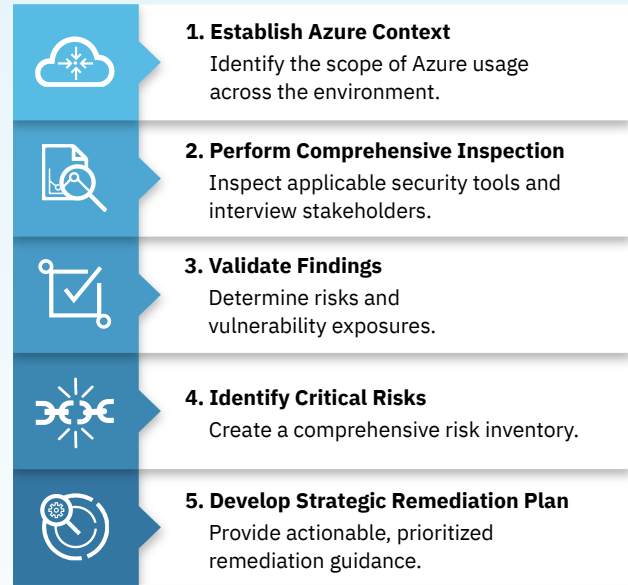 1. Establish Azure Context
Identify the scope of Azure usage
across the environment.
2. Perform Comprehensive Inspection
Inspect applicable security tools and
interview stakeholders.
3. Validate Findings
Determine risks and
vulnerability exposures.
4. Identify Critical Risks
Create a comprehensive risk inventory.
5. Develop Strategic Remediation Plan
Provide actionable, prioritized
remediation guidance.